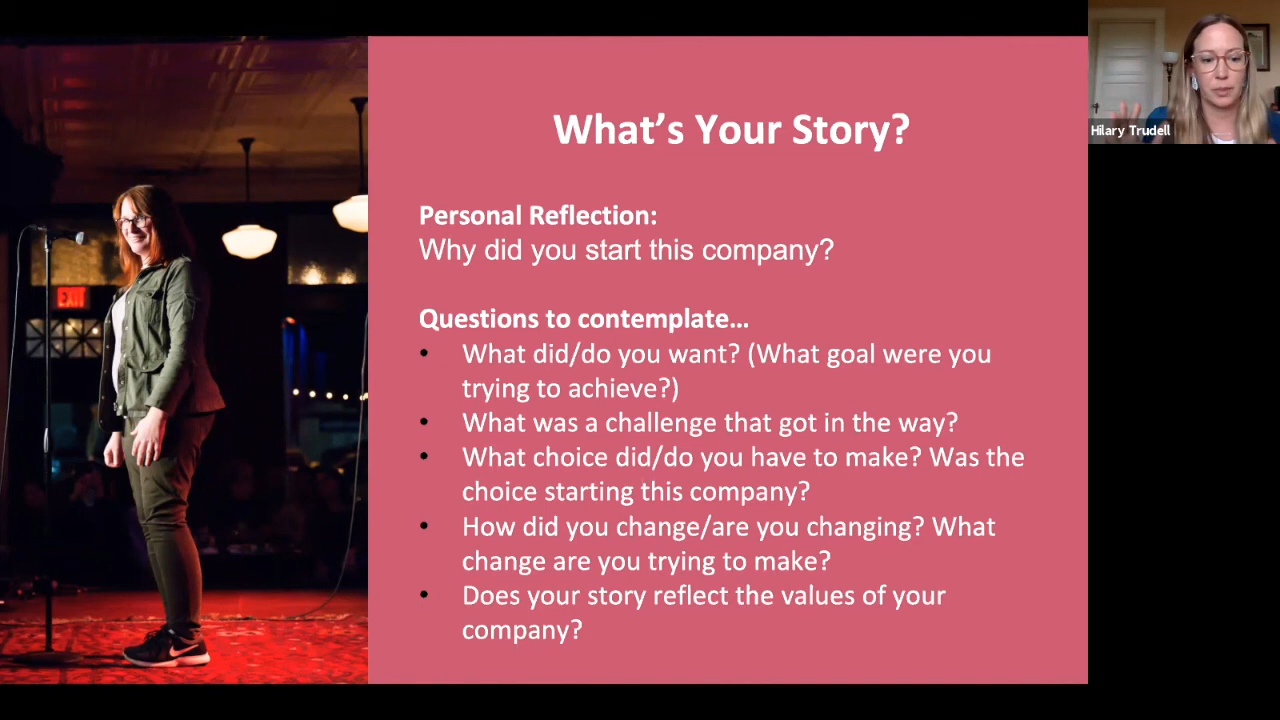 What's Your Story?
Personal Reflection:
Why did you start this company?
Questions to contemplate…
• What did/do you want? (What goal were you
trying to achieve?)
• What was a challenge that got in the way?
• What choice did/do you have to make? Was the
choice starting this company?
• How did you change/are you changing? What
change are you trying to make?
• Does your story reflect the values of your
company?
EXIT
Hilary Trudell